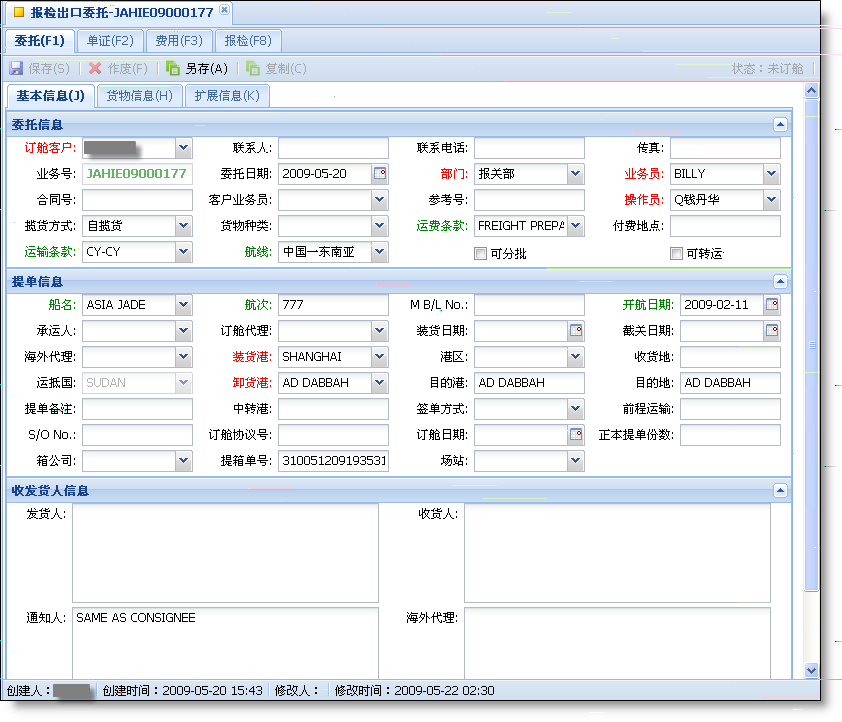 报检出口委托-JAHIE09000177
委托(F1) 单证(F2) 费用(F3) 报检(F8)
保存(S) 作废(F) 另存(A) 复制(C) 状态：未订舱
基本信息(J) 货物信息(H) 扩展信息(K)
委托信息
订舱客户: 联系人: 联系电话: 传真:
业务号: JAHIE09000177 委托日期: 2009-05-20 部门: 报关部 业务员: BILLY
合同号: 客户业务员: 参考号: 操作员: Q钱丹华
揽货方式: 自揽货 货物种类: 运费条款: FREIGHT PREPA 付费地点:
运输条款: CY-CY 航线: 中国—东南亚 可分批 可转运
提单信息
船名: ASIA JADE 航次: 777 M B/L No.: 开航日期: 2009-02-11
承运人: 订舱代理: 装货日期: 截关日期:
海外代理: 装货港: SHANGHAI 港区: 收货地:
运抵国: SUDAN 卸货港: AD DABBAH 目的港: AD DABBAH 目的地: AD DABBAH
提单备注: 中转港: 签单方式: 前程运输:
S/O No.: 订舱协议号: 订舱日期: 正本提单份数:
箱公司: 提箱单号: 310051209193531 场站:
收发货人信息
发货人: 收货人:
通知人: SAME AS CONSIGNEE 海外代理:
创建人： 创建时间：2009-05-20 15:43 修改人： 修改时间：2009-05-22 02:30